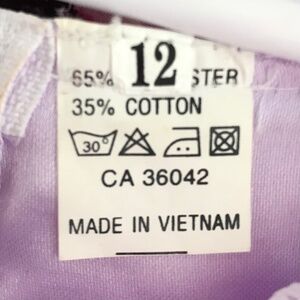 12
65% STER
35% COTTON
30°
CA 36042
MADE IN VIETNAM